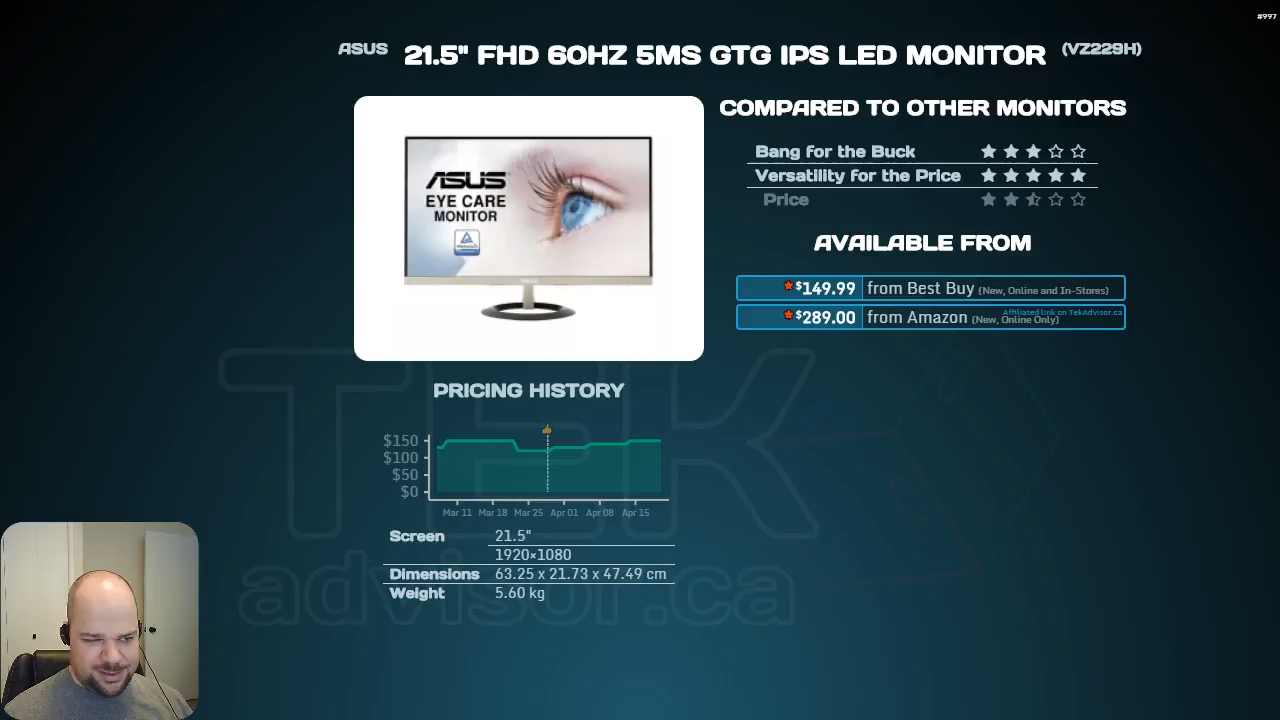 #997
ASUS 21.5" FHD 60HZ 5MS GTG IPS LED MONITOR (VZ229H)
ASUS
EYE CARE
MONITOR
COMPARED TO OTHER MONITORS
Bang for the Buck
Versatility for the Price
Price
AVAILABLE FROM
$149.99 from Best Buy (New, Online and In-Stores)
$289.00 from Amazon (New, Online Only)
Affiliated link on TekAdvisor.ca
PRICING HISTORY
$150
$100
$50
$0
Mar 11 Mar 18 Mar 25 Apr 01 Apr 08 Apr 15
Screen 21.5"
1920×1080
Dimensions 63.25 x 21.73 x 47.49 cm
Weight 5.60 kg
TEK
advisor.ca